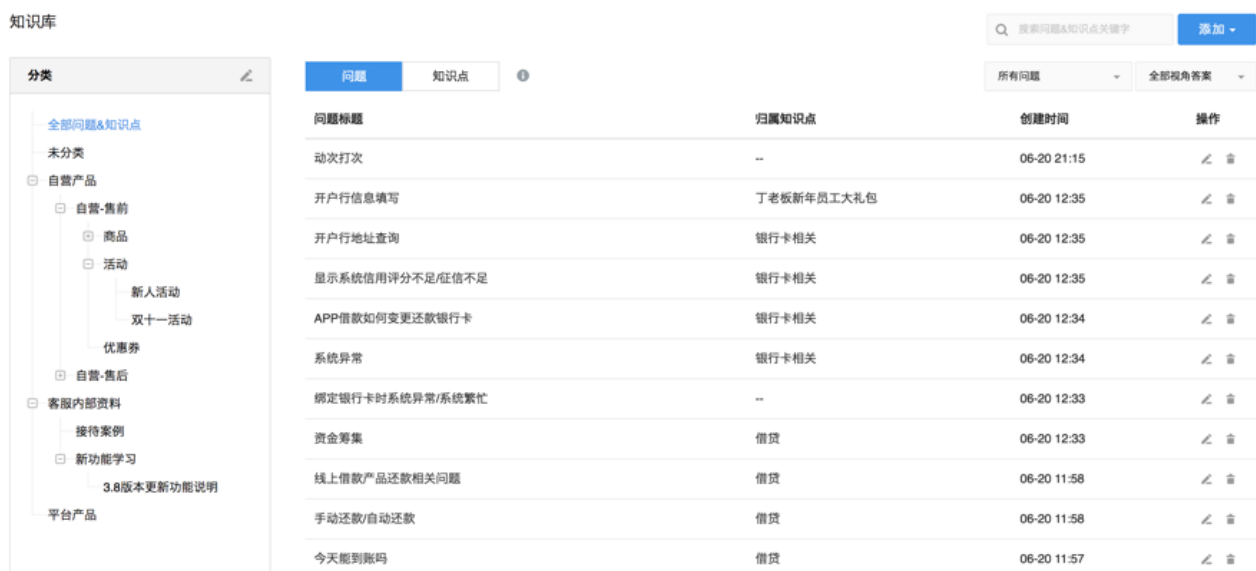 知识库
搜索问题&知识点关键字
添加
分类
全部问题&知识点
未分类
自营产品
自营-售前
商品
活动
新人活动
双十一活动
优惠券
自营-售后
客服内部资料
接待案例
新功能学习
3.8版本更新功能说明
平台产品
问题 知识点 所有问题 全部视角答案
问题标题 归属知识点 创建时间 操作
动次打次 -- 06-20 21:15
开户行信息填写 丁老板新年员工大礼包 06-20 12:35
开户行地址查询 银行卡相关 06-20 12:35
显示系统信用评分不足/征信不足 银行卡相关 06-20 12:35
APP借款如何变更还款银行卡 银行卡相关 06-20 12:34
系统异常 银行卡相关 06-20 12:34
绑定银行卡时系统异常/系统繁忙 -- 06-20 12:33
资金筹集 借贷 06-20 12:33
线上借款产品还款相关问题 借贷 06-20 11:58
手动还款/自动还款 借贷 06-20 11:58
今天能到账吗 借贷 06-20 11:57